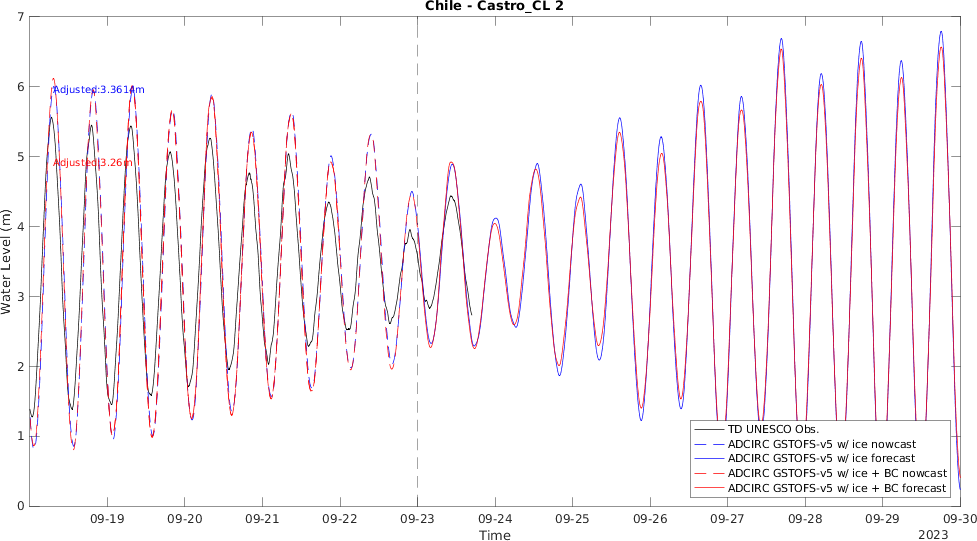 Chile - Castro_CL 2
7
6
5
4
3
2
1
0
Water Level (m)
Adjusted:3.3614m
Adjusted:3.26m
TD UNESCO Obs.
ADCIRC GSTOFS-v5 w/ ice nowcast
ADCIRC GSTOFS-v5 w/ ice forecast
ADCIRC GSTOFS-v5 w/ ice + BC nowcast
ADCIRC GSTOFS-v5 w/ ice + BC forecast
09-19 09-20 09-21 09-22 09-23 09-24 09-25 09-26 09-27 09-28 09-29 09-30
Time
2023